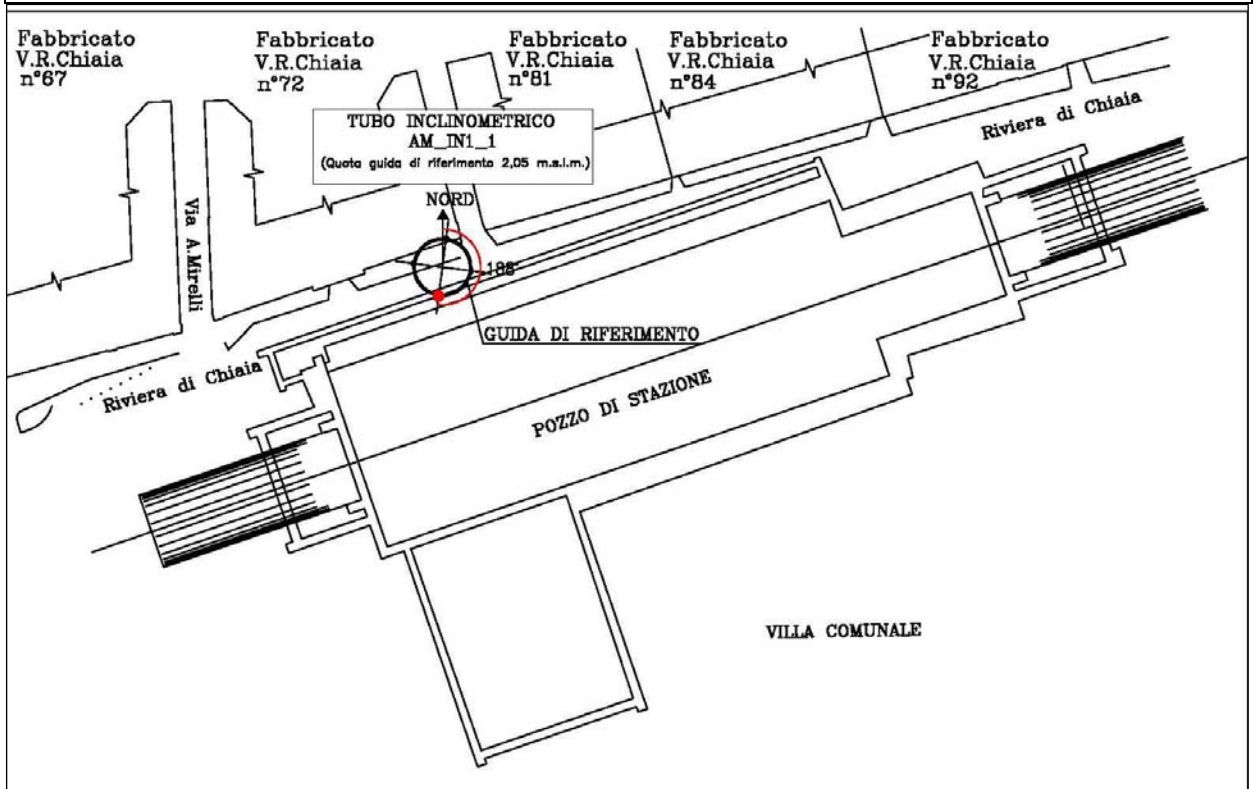 Fabbricato
V.R.Chiaia
n°67
Fabbricato
V.R.Chiaia
n°72
Fabbricato
V.R.Chiaia
n°81
Fabbricato
V.R.Chiaia
n°84
Fabbricato
V.R.Chiaia
n°92
TUBO INCLINOMETRICO
AM_IN1_1
(Quota guida di riferimento 2,05 m.s.l.m.)
Riviera di Chiaia
NORD
Via A.Mirelli
188°
GUIDA DI RIFERIMENTO
Riviera di Chiaia
POZZO DI STAZIONE
VILLA COMUNALE